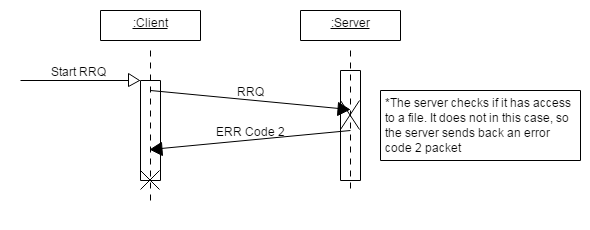 :Client
:Server
Start RRQ
RRQ
ERR Code 2
*The server checks if it has access
to a file. It does not in this case, so
the server sends back an error
code 2 packet